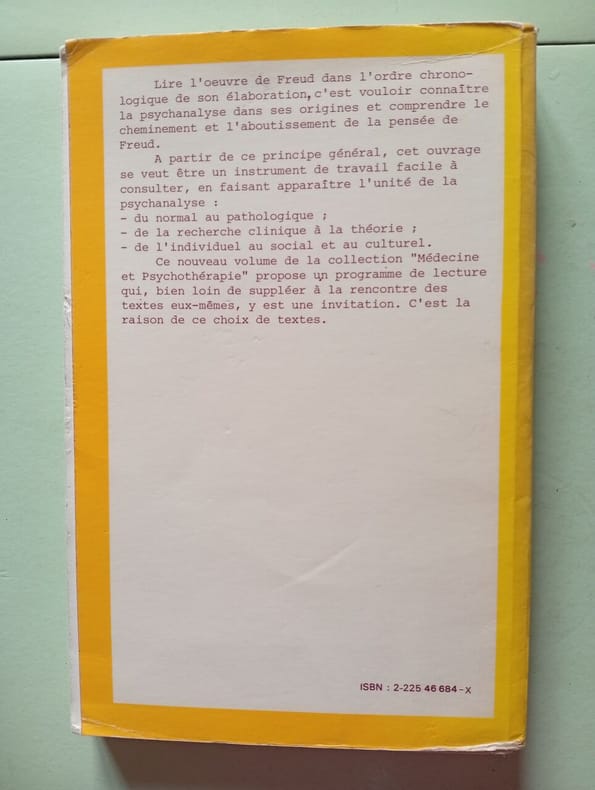 Lire l'oeuvre de Freud dans l'ordre chrono-
logique de son élaboration,c'est vouloir connaître
la psychanalyse dans ses origines et comprendre le
cheminement et l'aboutissement de la pensée de
Freud.
A partir de ce principe général, cet ouvrage
se veut être un instrument de travail facile à
consulter, en faisant apparaître l'unité de la
psychanalyse :
- du normal au pathologique ;
- de la recherche clinique à la théorie ;
- de l'individuel au social et au culturel.
Ce nouveau volume de la collection "Médecine
et Psychothérapie" propose un programme de lecture
qui, bien loin de suppléer à la rencontre des
textes eux-mêmes, y est une invitation. C'est la
raison de ce choix de textes.
ISBN : 2-225 46 684-X